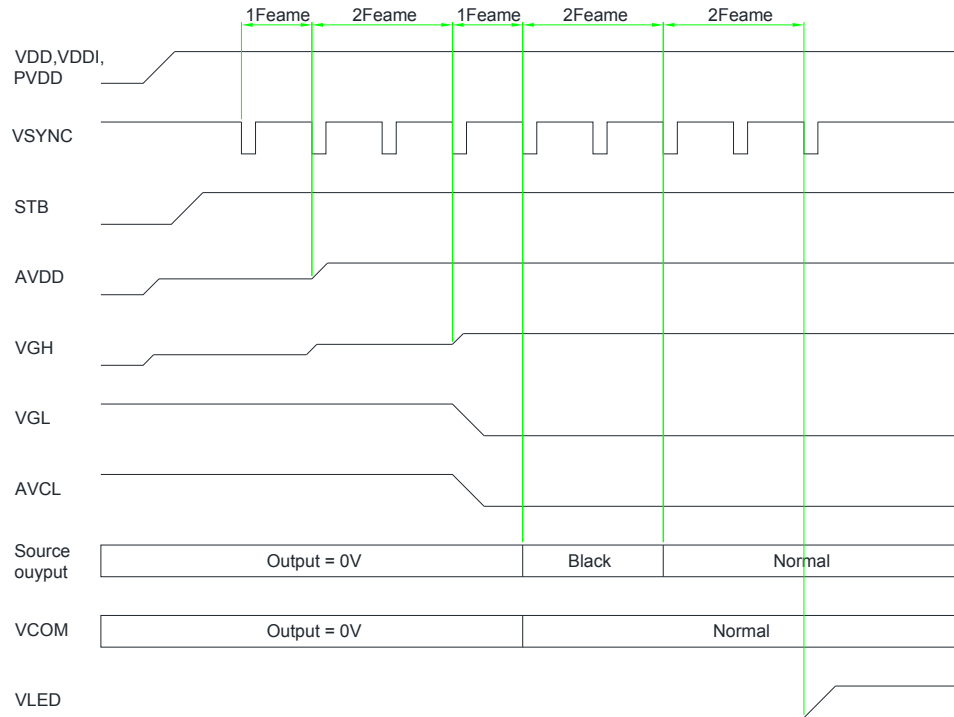 1Feame 2Feame 1Feame 2Feame 2Feame
VDD,VDDI,
PVDD
VSYNC
STB
AVDD
VGH
VGL
AVCL
Source
ouyput
Output = 0V Black Normal
VCOM Output = 0V Normal
VLED